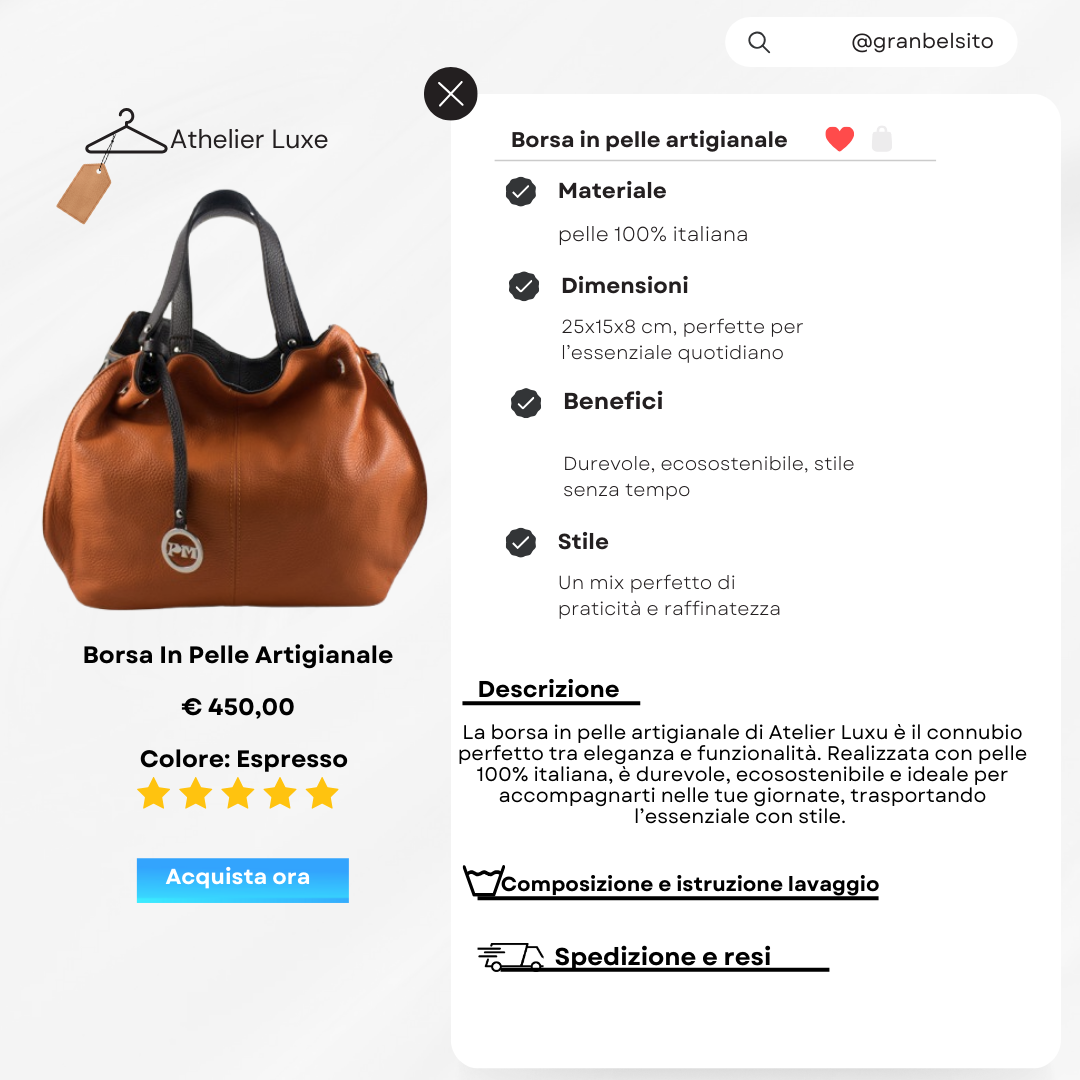 @granbelsito
Athelier Luxe
PM
Borsa In Pelle Artigianale
€ 450,00
Colore: Espresso
Acquista ora
Borsa in pelle artigianale
Materiale
pelle 100% italiana
Dimensioni
25x15x8 cm, perfette per
l’essenziale quotidiano
Benefici
Durevole, ecosostenibile, stile
senza tempo
Stile
Un mix perfetto di
praticità e raffinatezza
Descrizione
La borsa in pelle artigianale di Atelier Luxu è il connubio
perfetto tra eleganza e funzionalità. Realizzata con pelle
100% italiana, è durevole, ecosostenibile e ideale per
accompagnarti nelle tue giornate, trasportando
l’essenziale con stile.
Composizione e istruzione lavaggio
Spedizione e resi